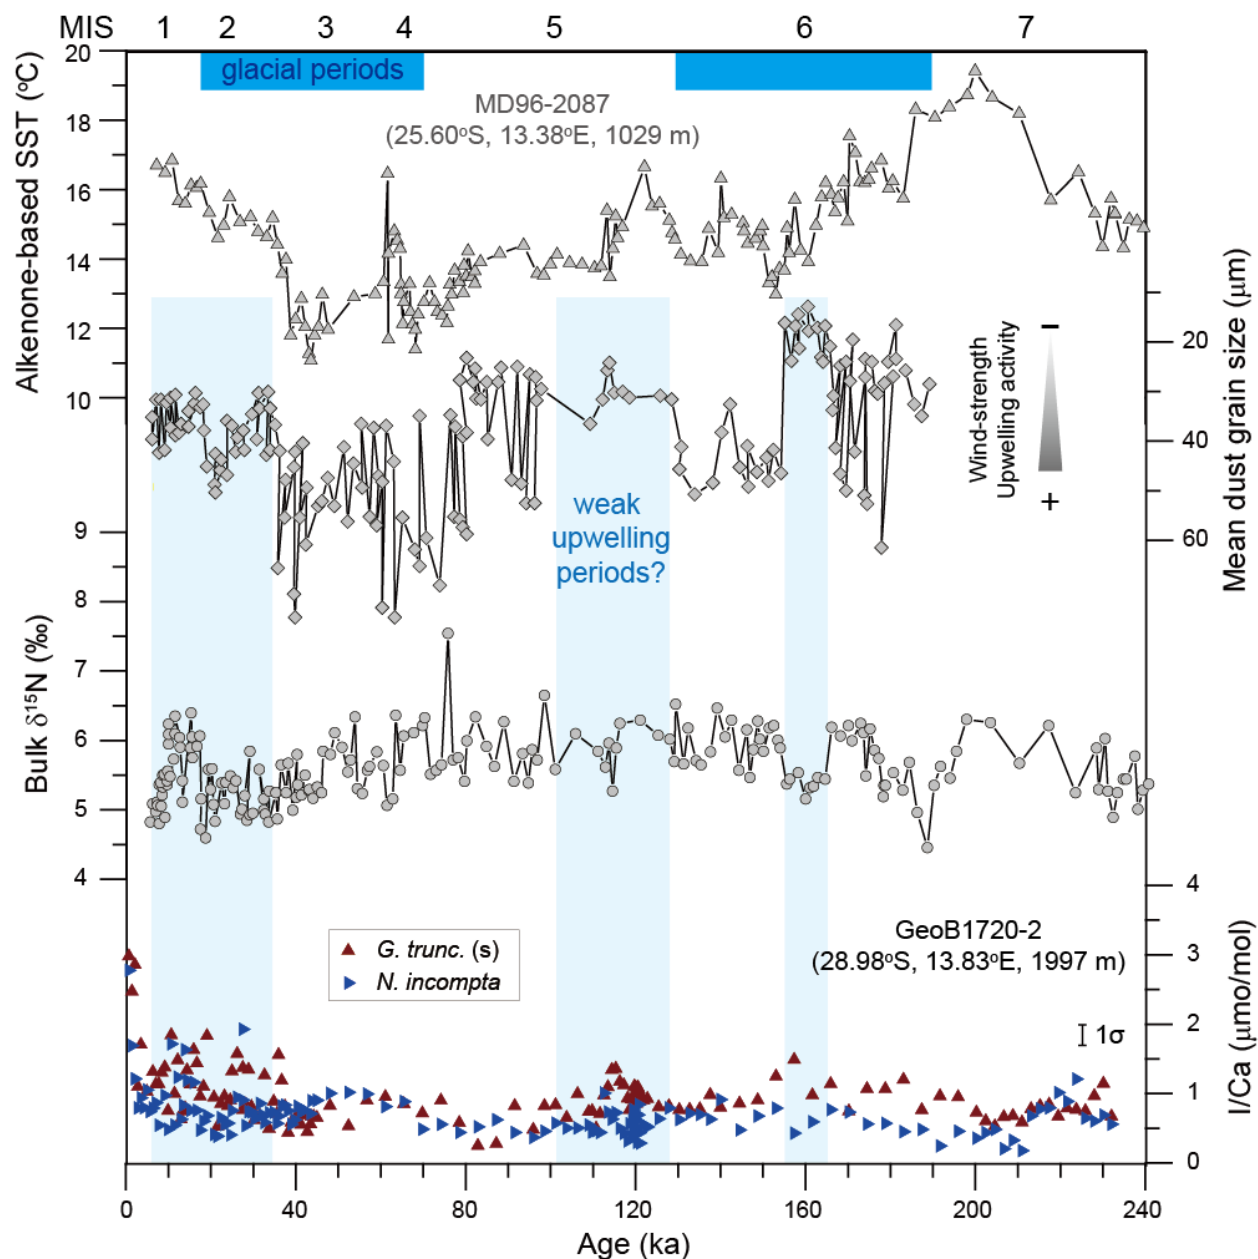 MIS 1 2 3 4 5 6 7
glacial periods
MD96-2087
(25.60°S, 13.38°E, 1029 m)
Alkenone-based SST (°C)
20
18
16
14
12
10
Mean dust grain size (µm)
20
40
60
Wind-strength
Upwelling activity
−
+
weak
upwelling
periods?
Bulk δ¹⁵N (‰)
9
8
7
6
5
4
G. trunc. (s)
N. incompta
GeoB1720-2
(28.98°S, 13.83°E, 1997 m)
1σ
I/Ca (µmo/mol)
4
3
2
1
0
0 40 80 120 160 200 240
Age (ka)